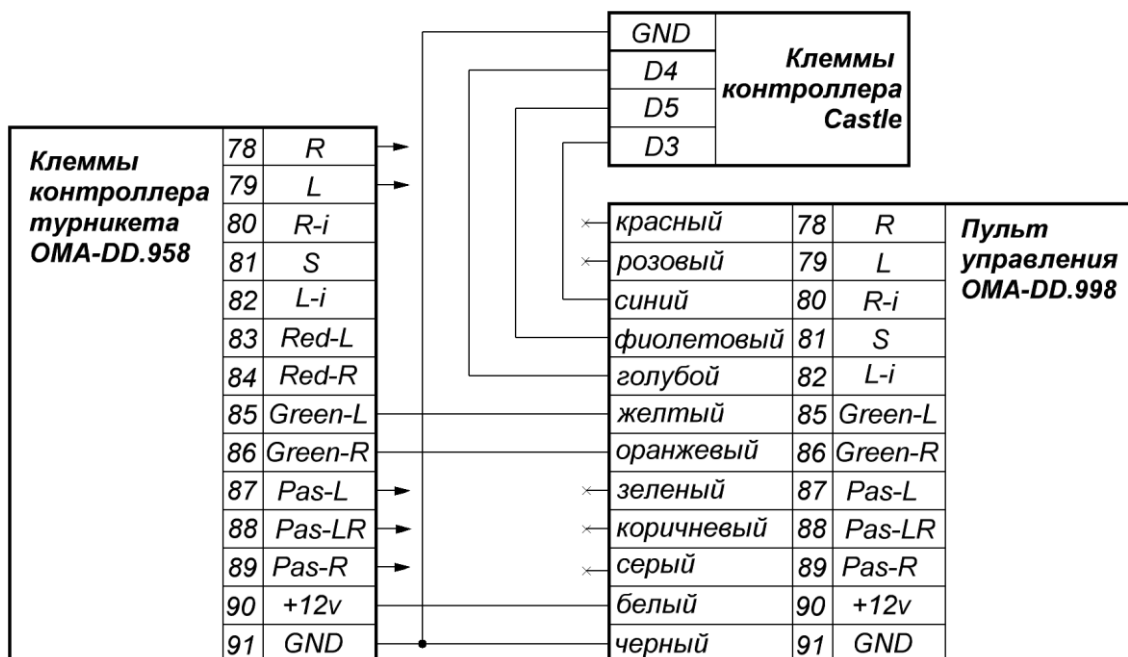 GND
D4
D5
D3
Клеммы
контроллера
Castle
Клеммы
контроллера
турникета
OMA-DD.958
78 R
79 L
80 R-i
81 S
82 L-i
83 Red-L
84 Red-R
85 Green-L
86 Green-R
87 Pas-L
88 Pas-LR
89 Pas-R
90 +12v
91 GND
красный 78 R
розовый 79 L
синий 80 R-i
фиолетовый 81 S
голубой 82 L-i
желтый 85 Green-L
оранжевый 86 Green-R
зеленый 87 Pas-L
коричневый 88 Pas-LR
серый 89 Pas-R
белый 90 +12v
черный 91 GND
Пульт
управления
OMA-DD.998